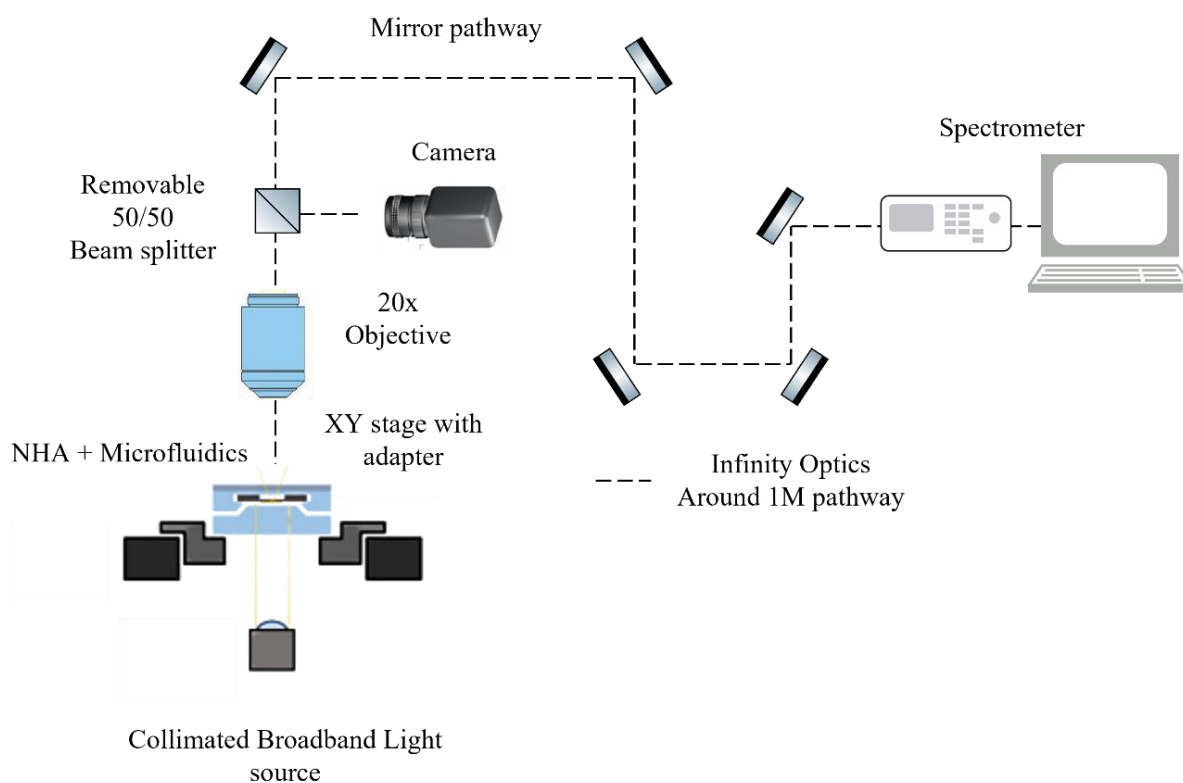 Mirror pathway
Spectrometer
Camera
Removable
50/50
Beam splitter
20x
Objective
XY stage with
adapter
NHA + Microfluidics
Infinity Optics
Around 1M pathway
Collimated Broadband Light
source